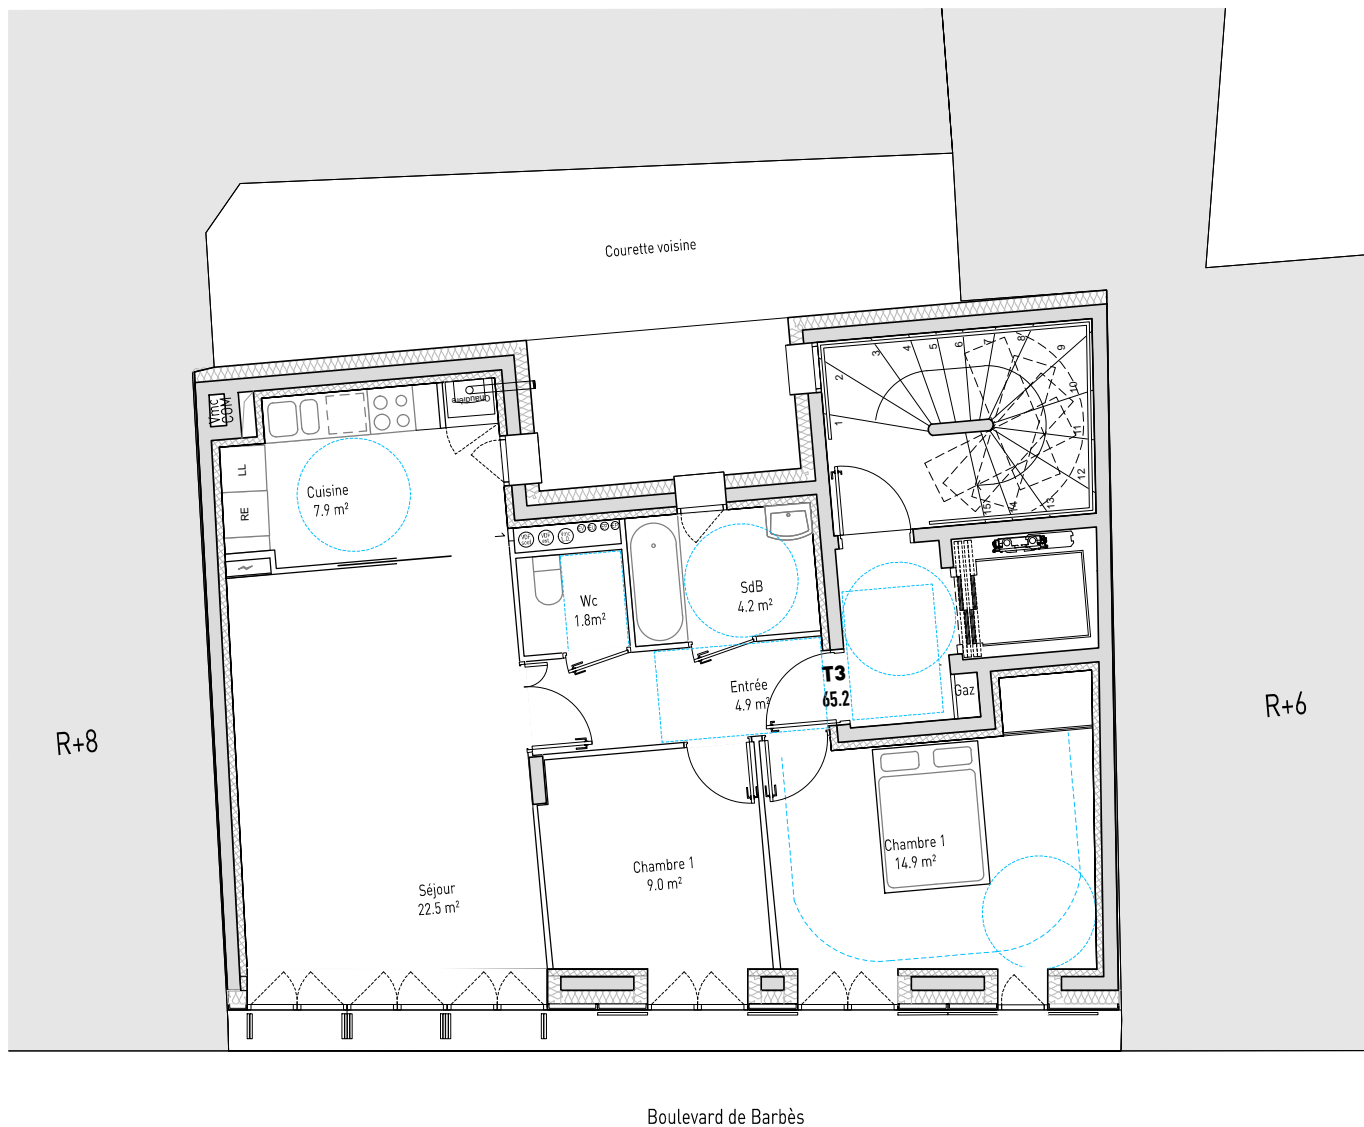 Courette voisine
Vmc
COM
Chaudière
Cuisine
7.9 m²
LL
RE
1
2
3
4
5
6
7
8
9
10
11
12
13
14
15
1
Wc
1.8m²
SdB
4.2 m²
Entrée
4.9 m²
T3
65.2
Gaz
R+8
R+6
Séjour
22.5 m²
Chambre 1
9.0 m²
Chambre 1
14.9 m²
Boulevard de Barbès